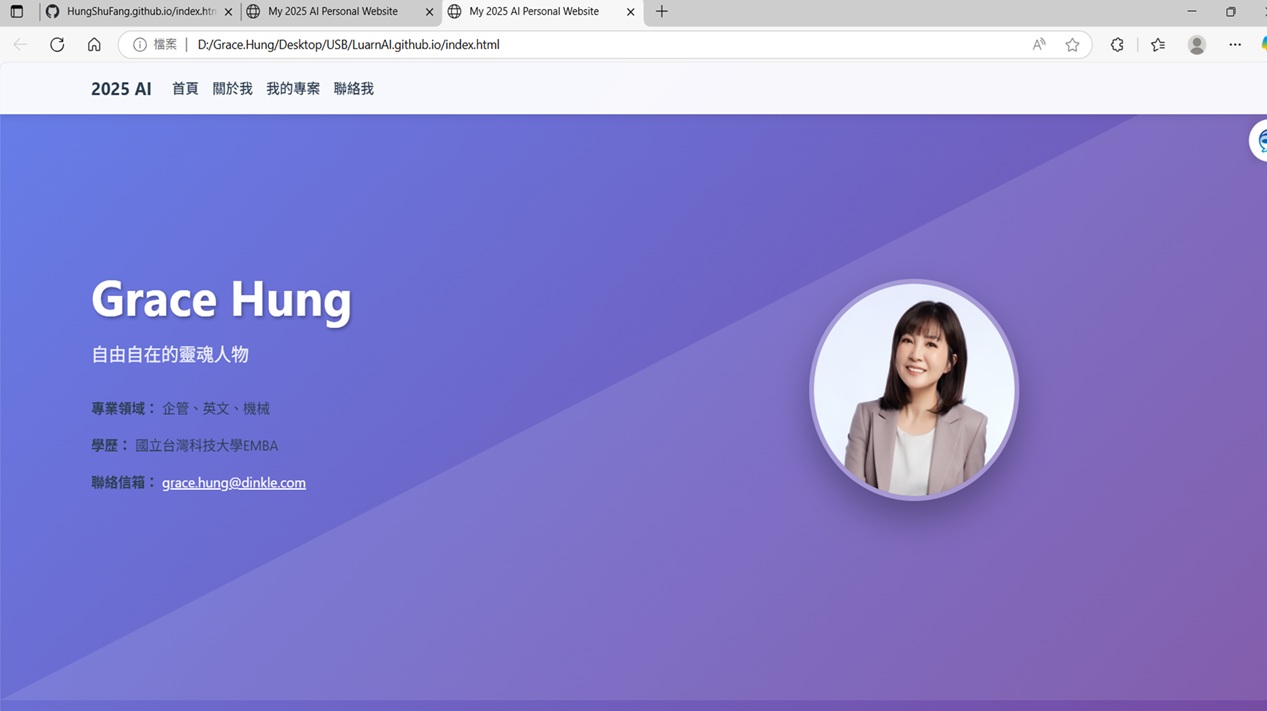 HungShuFang.github.io/index.htm
My 2025 AI Personal Website
My 2025 AI Personal Website
檔案 D:/Grace.Hung/Desktop/USB/LuarnAI.github.io/index.html
2025 AI 首頁 關於我 我的專案 聯絡我
Grace Hung
自由自在的靈魂人物
專業領域： 企管、英文、機械
學歷： 國立台灣科技大學EMBA
聯絡信箱： grace.hung@dinkle.com